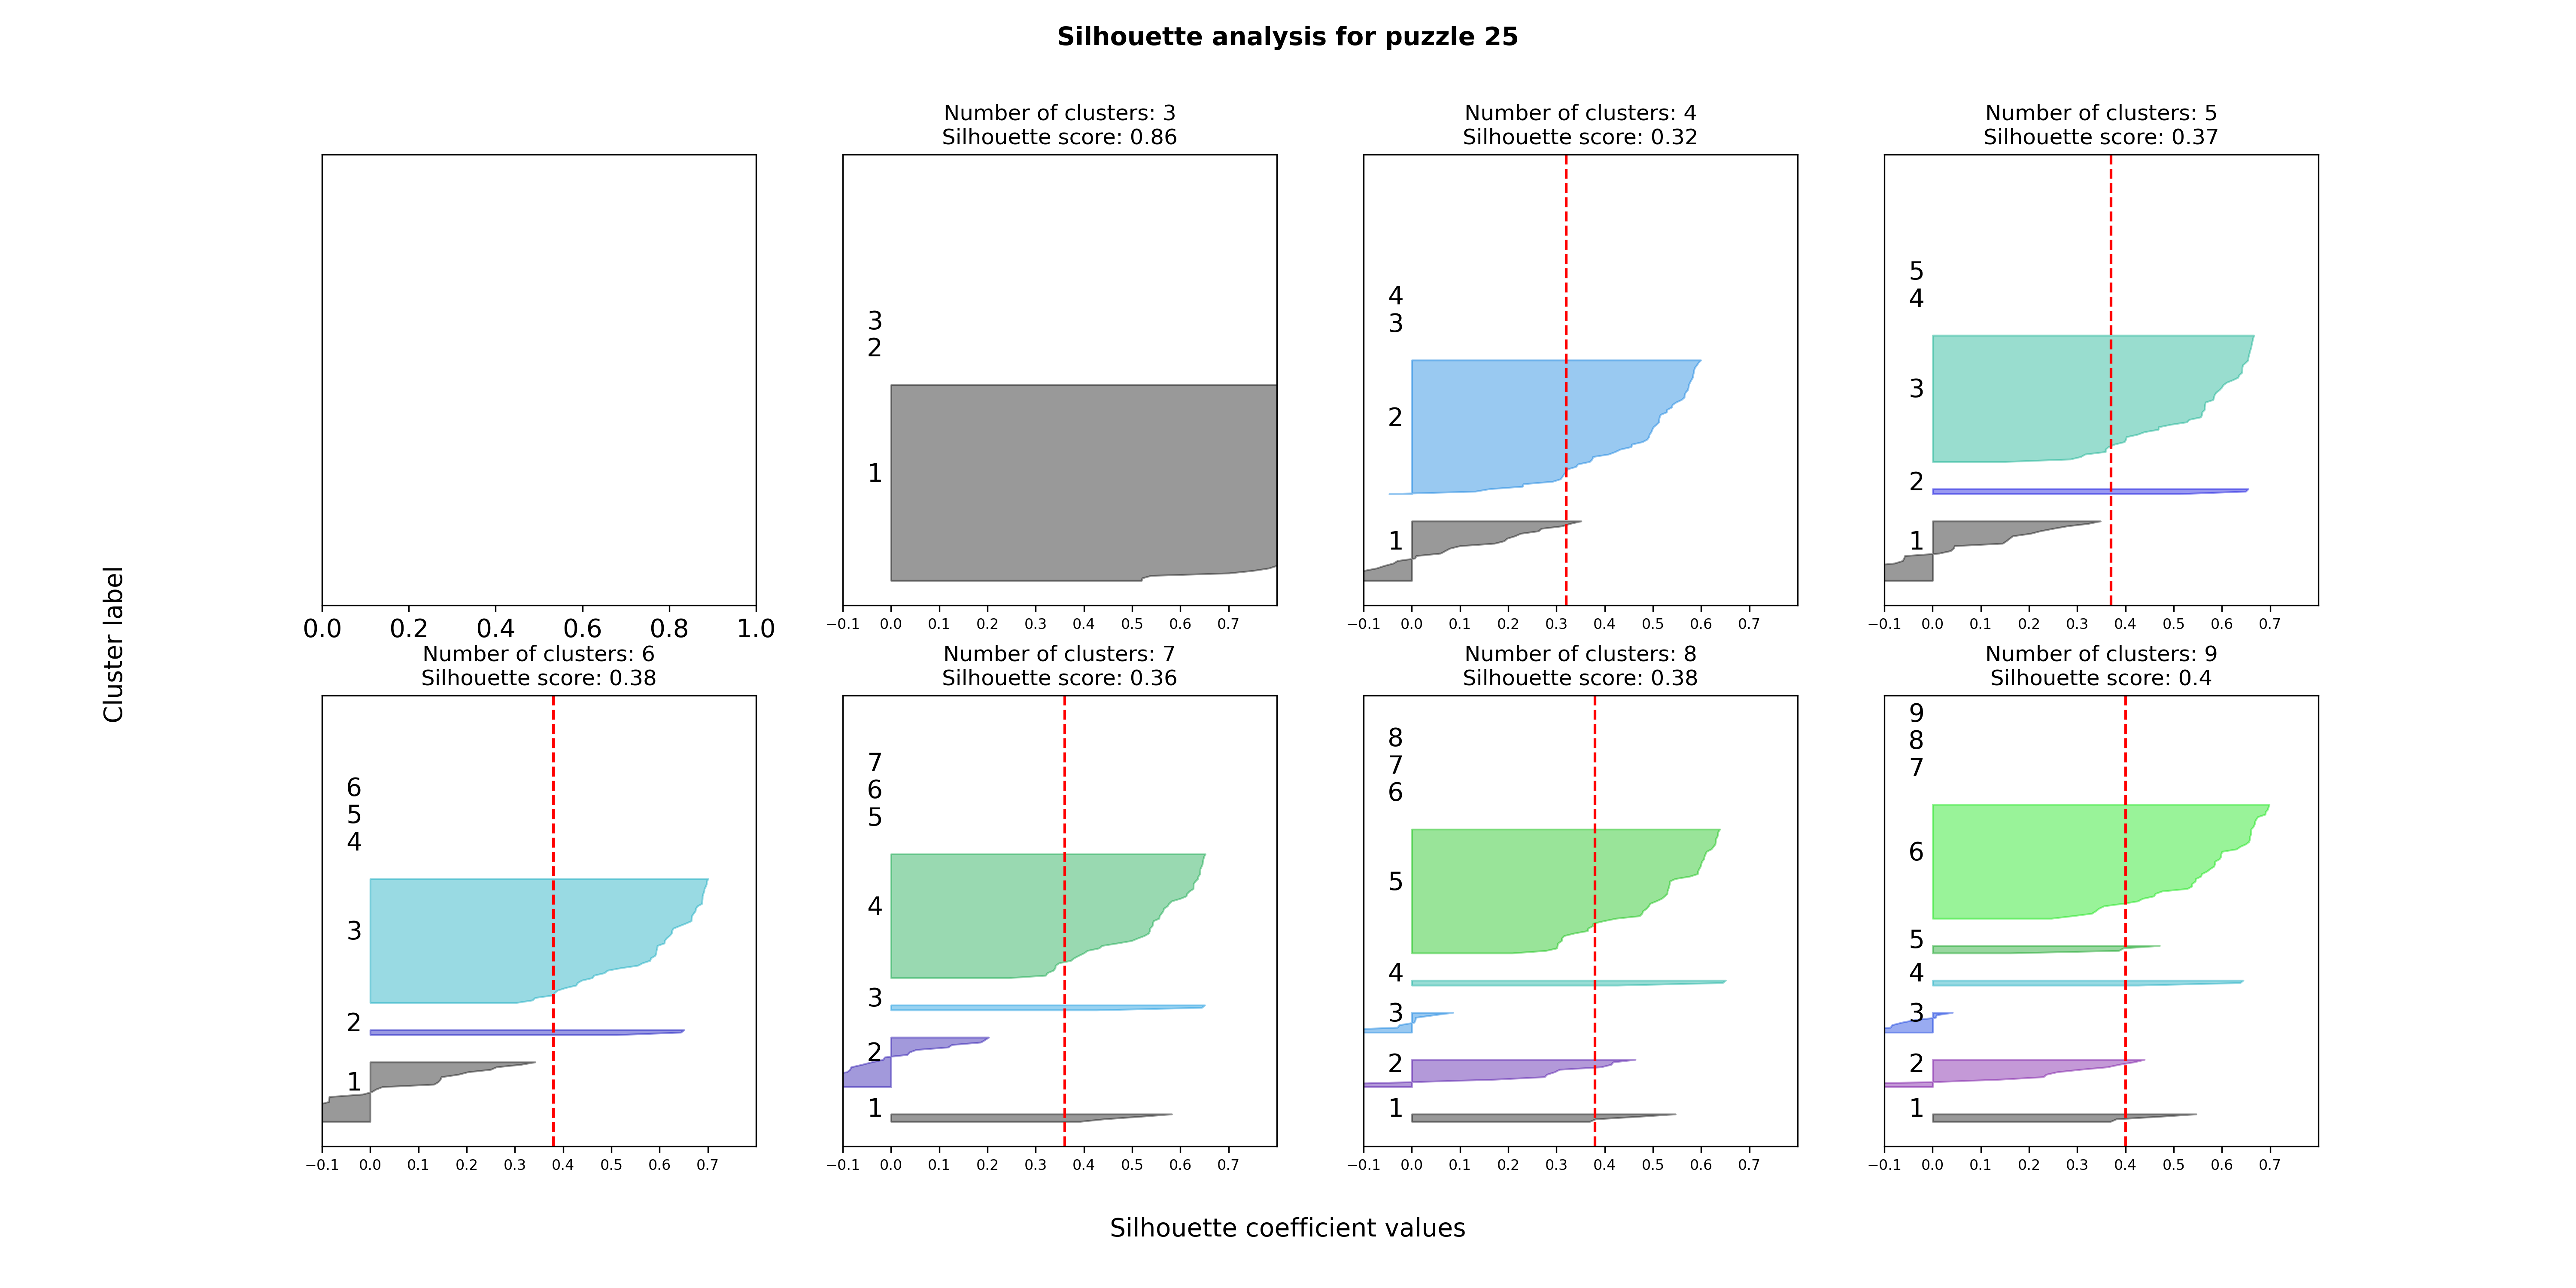 Silhouette analysis for puzzle 25
Number of clusters: 3
Silhouette score: 0.86
Number of clusters: 4
Silhouette score: 0.32
Number of clusters: 5
Silhouette score: 0.37
0.0 0.2 0.4 0.6 0.8 1.0
3
2
1
−0.1 0.0 0.1 0.2 0.3 0.4 0.5 0.6 0.7
4
3
2
1
−0.1 0.0 0.1 0.2 0.3 0.4 0.5 0.6 0.7
5
4
3
2
1
−0.1 0.0 0.1 0.2 0.3 0.4 0.5 0.6 0.7
Cluster label
Number of clusters: 6
Silhouette score: 0.38
6
5
4
3
2
1
−0.1 0.0 0.1 0.2 0.3 0.4 0.5 0.6 0.7
Number of clusters: 7
Silhouette score: 0.36
7
6
5
4
3
2
1
−0.1 0.0 0.1 0.2 0.3 0.4 0.5 0.6 0.7
Number of clusters: 8
Silhouette score: 0.38
8
7
6
5
4
3
2
1
−0.1 0.0 0.1 0.2 0.3 0.4 0.5 0.6 0.7
Number of clusters: 9
Silhouette score: 0.4
9
8
7
6
5
4
3
2
1
−0.1 0.0 0.1 0.2 0.3 0.4 0.5 0.6 0.7
Silhouette coefficient values